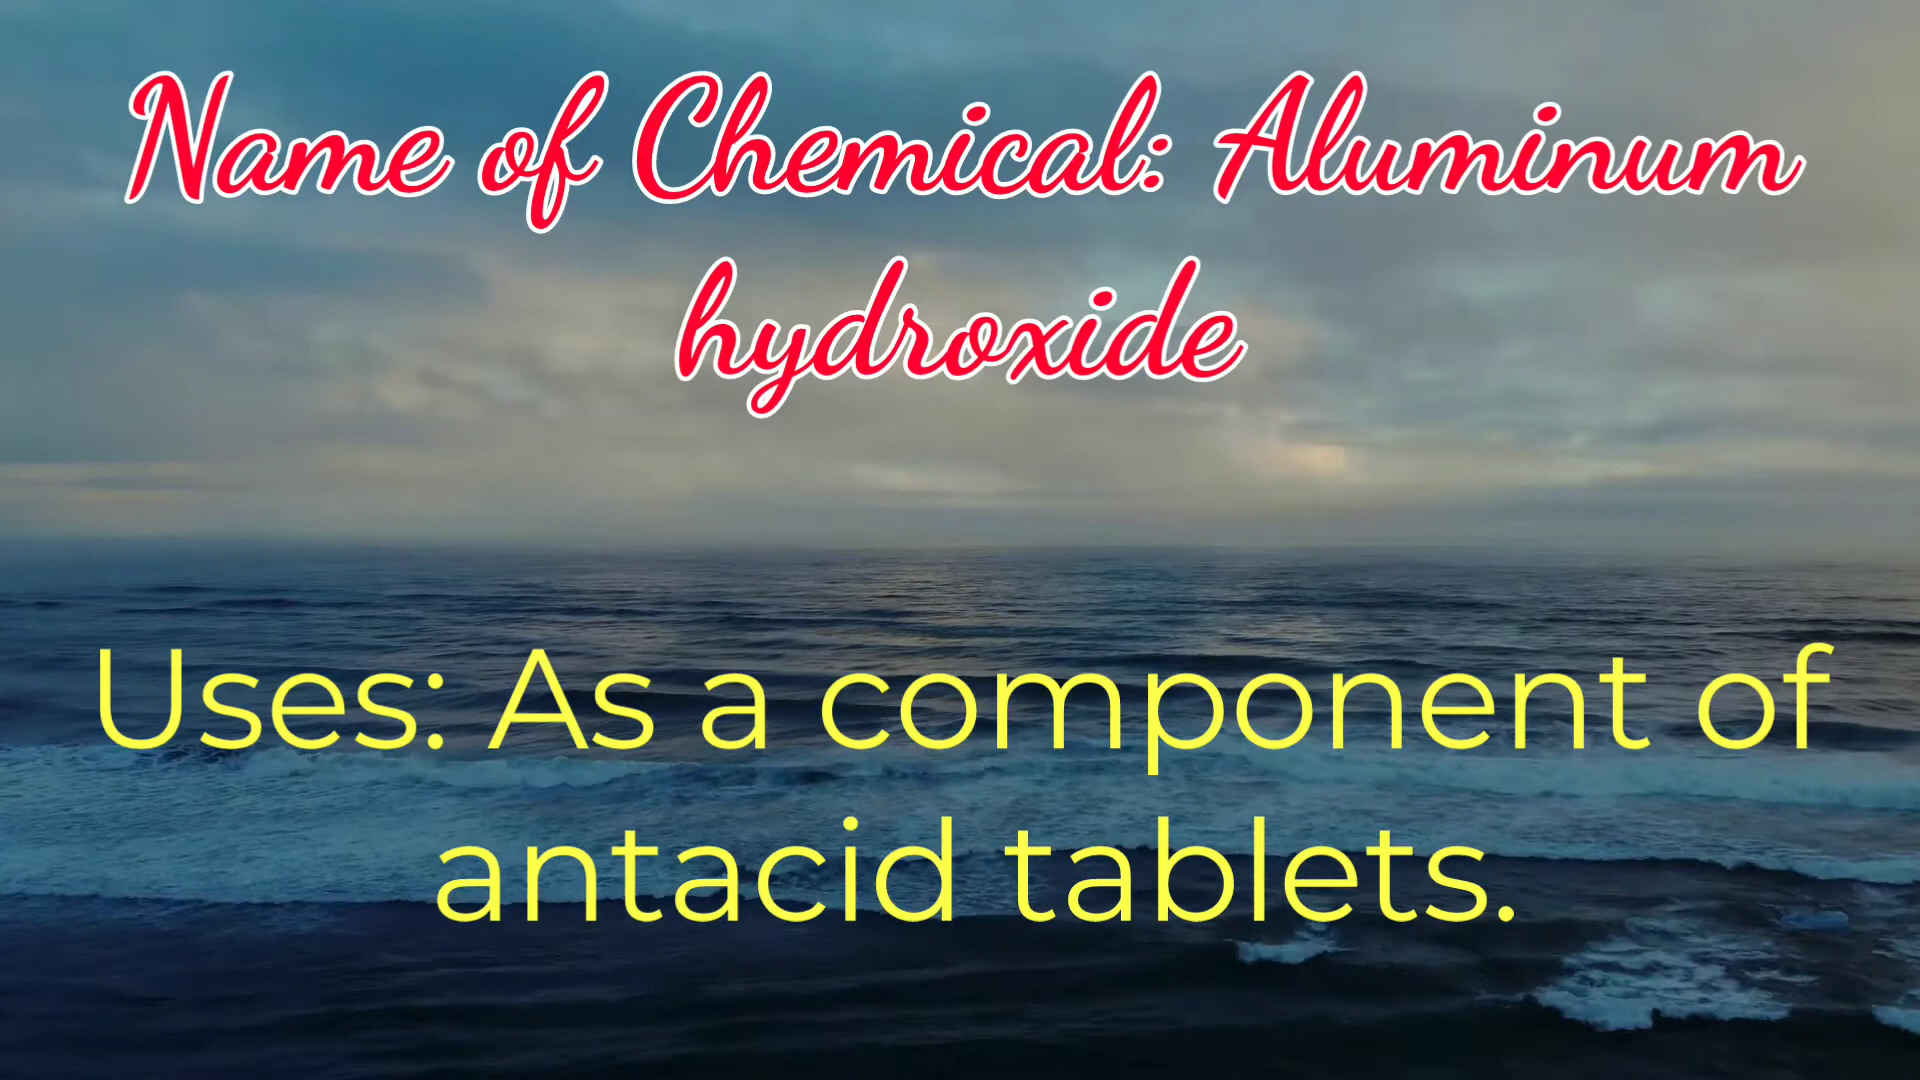 Name of Chemical: Aluminum
hydroxide
Uses: As a component of
antacid tablets.